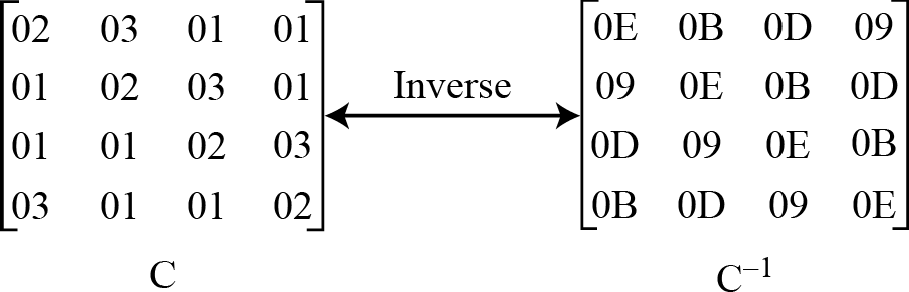 02 03 01 01 0E 0B 0D 09
01 02 03 01 Inverse 09 0E 0B 0D
01 01 02 03 0D 09 0E 0B
03 01 01 02 0B 0D 09 0E
C C⁻¹